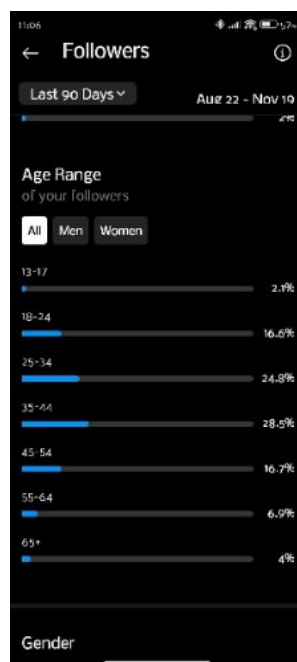 11:06 57
← Followers
Last 90 Days Aug 22 - Nov 19
2%
Age Range
of your followers
All Men Women
13-17
2.1%
18-24
16.6%
25-34
24.8%
35-44
28.5%
45-54
16.7%
55-64
6.9%
65+
4%
Gender